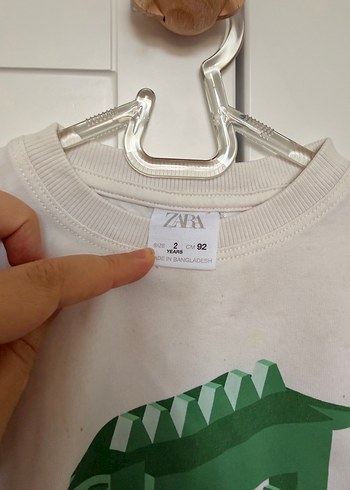 ZARA
SIZE 2 YEARS CM 92
MADE IN BANGLADESH